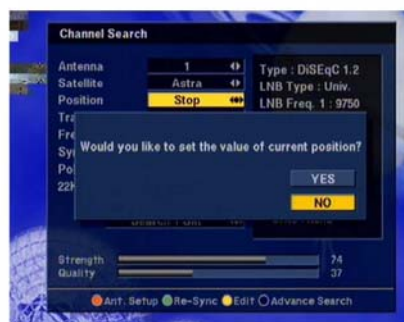 Channel Search
Antenna 1
Satellite Astra
Position Stop
Type : DiSEqC 1.2
LNB Type : Univ.
LNB Freq. 1 : 9750
Would you like to set the value of current position?
YES
NO
Strength 74
Quality 37
Ant. Setup Re-Sync Edit Advance Search